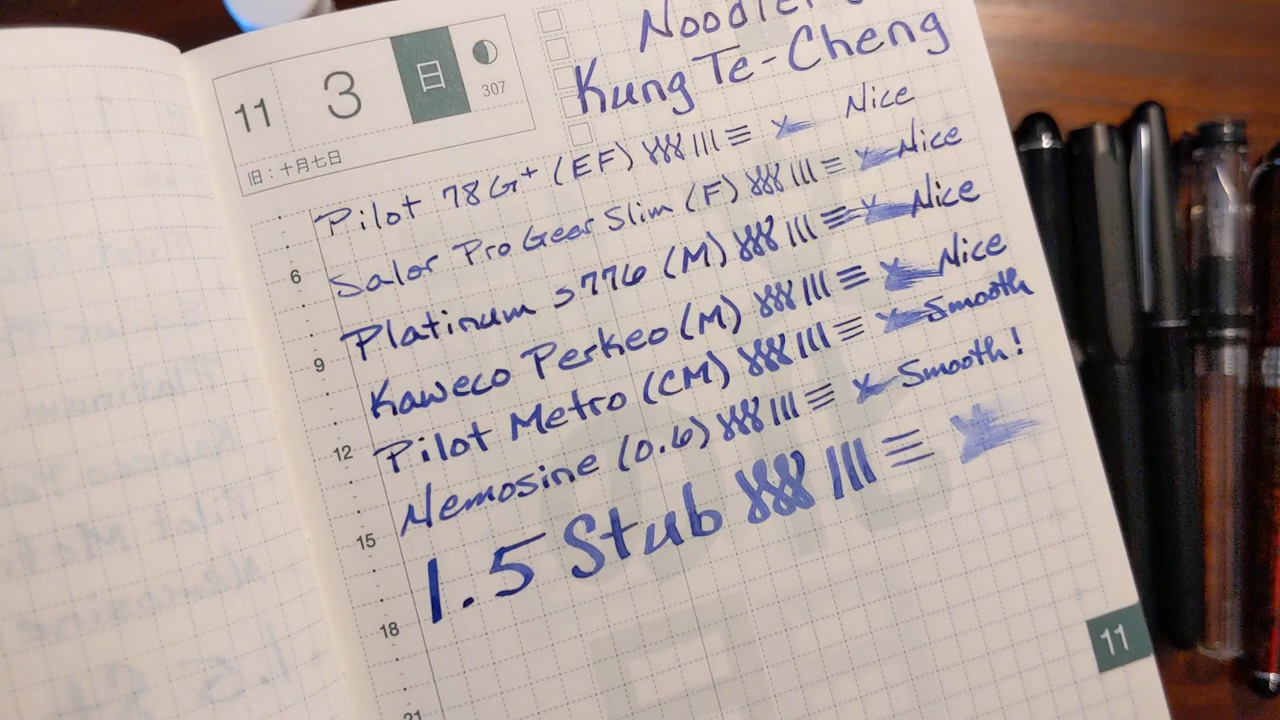 11 3 日
307
旧：十月七日
Noodler's
Kung Te-Cheng
Pilot 78G+ (EF) Nice
Sailor Pro Gear Slim (F) Nice
Platinum 3776 (M) Nice
Kaweco Perkeo (M) Nice
Pilot Metro (CM) Smooth
Nemosine (0.6) Smooth!
1.5 Stub
6
9
12
15
18
21
11